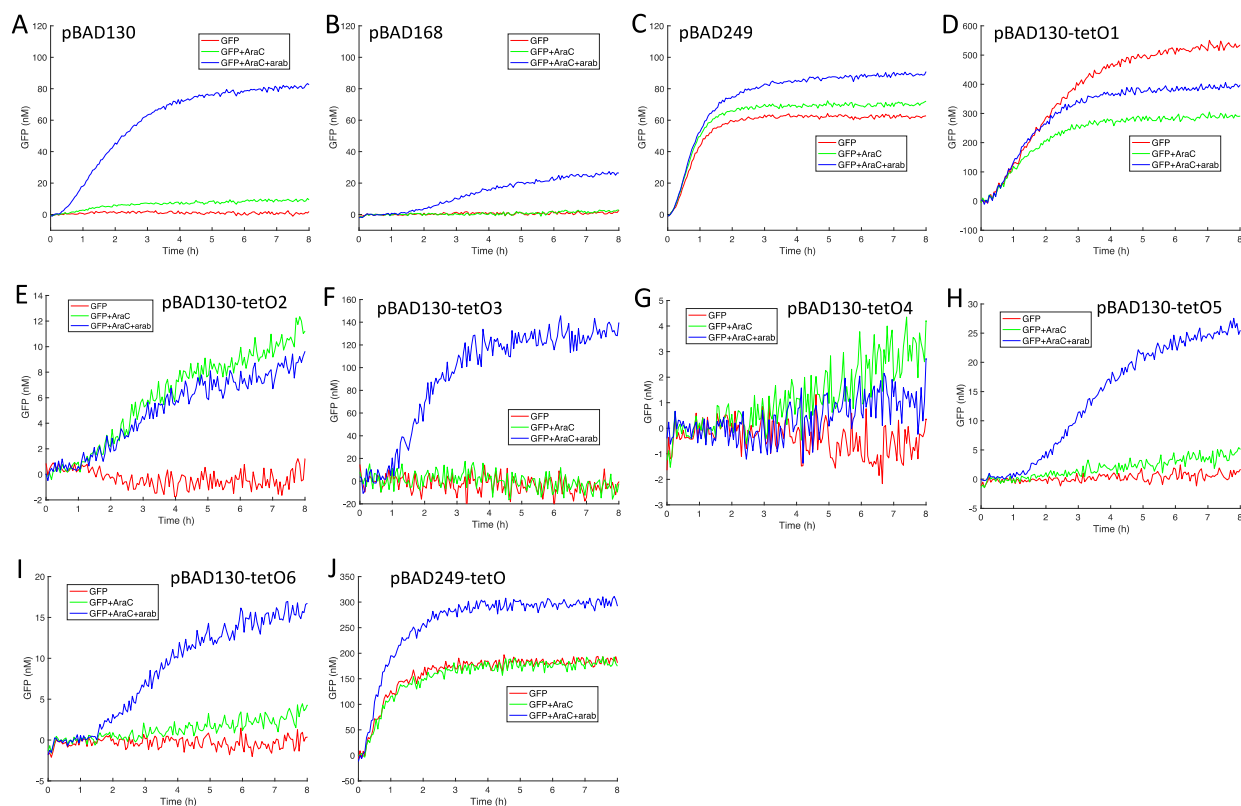 A pBAD130
GFP
GFP+AraC
GFP+AraC+arab
GFP (nM)
120
100
80
60
40
20
0
-20
0 1 2 3 4 5 6 7 8
Time (h)
B pBAD168
GFP
GFP+AraC
GFP+AraC+arab
GFP (nM)
120
100
80
60
40
20
0
-20
0 1 2 3 4 5 6 7 8
Time (h)
C pBAD249
GFP
GFP+AraC
GFP+AraC+arab
GFP (nM)
120
100
80
60
40
20
0
-20
0 1 2 3 4 5 6 7 8
Time (h)
D pBAD130-tetO1
GFP
GFP+AraC
GFP+AraC+arab
GFP (nM)
600
500
400
300
200
100
0
-100
0 1 2 3 4 5 6 7 8
Time (h)
E pBAD130-tetO2
GFP
GFP+AraC
GFP+AraC+arab
GFP (nM)
14
12
10
8
6
4
2
0
-2
0 1 2 3 4 5 6 7 8
Time (h)
F pBAD130-tetO3
GFP
GFP+AraC
GFP+AraC+arab
GFP (nM)
160
140
120
100
80
60
40
20
0
-20
0 1 2 3 4 5 6 7 8
Time (h)
G pBAD130-tetO4
GFP
GFP+AraC
GFP+AraC+arab
GFP (nM)
5
4
3
2
1
0
-1
-2
-3
0 1 2 3 4 5 6 7 8
Time (h)
H pBAD130-tetO5
GFP
GFP+AraC
GFP+AraC+arab
GFP (nM)
30
25
20
15
10
5
0
-5
0 1 2 3 4 5 6 7 8
Time (h)
I pBAD130-tetO6
GFP
GFP+AraC
GFP+AraC+arab
GFP (nM)
20
15
10
5
0
-5
0 1 2 3 4 5 6 7 8
Time (h)
J pBAD249-tetO
GFP
GFP+AraC
GFP+AraC+arab
GFP (nM)
350
300
250
200
150
100
50
0
-50
0 1 2 3 4 5 6 7 8
Time (h)